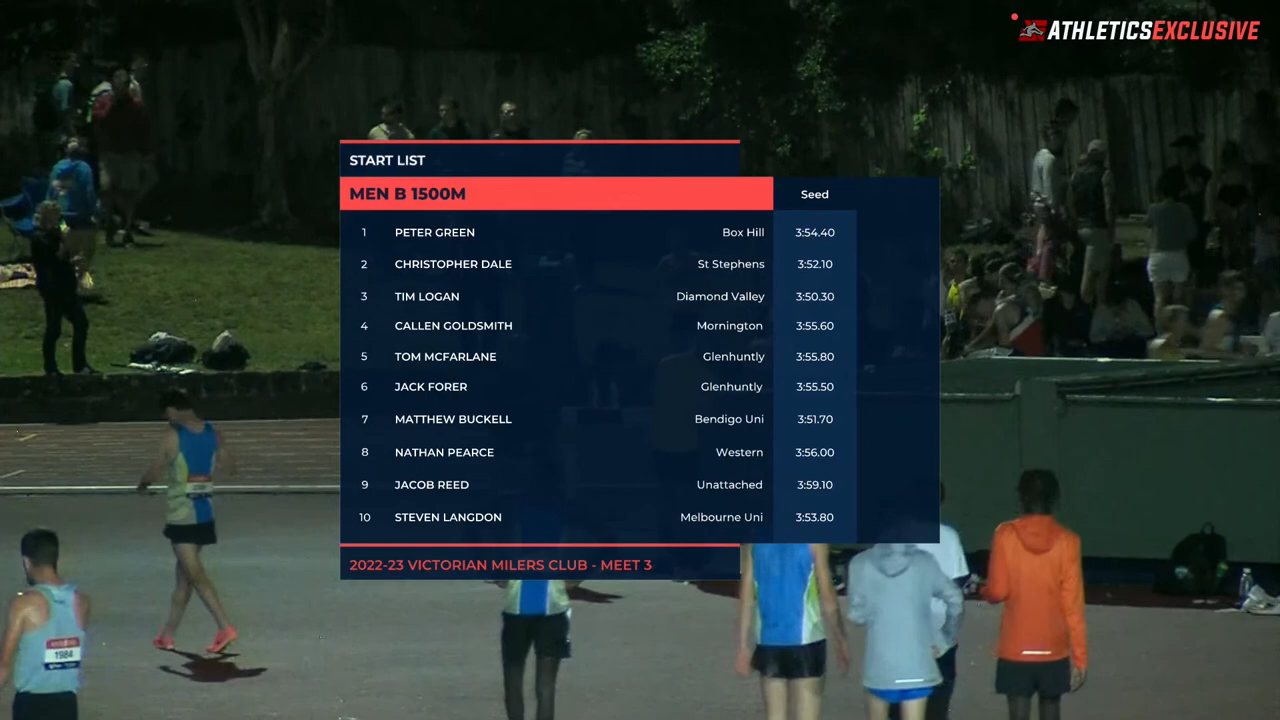 ATHLETICSEXCLUSIVE
START LIST
MEN B 1500M Seed
1 PETER GREEN Box Hill 3:54.40
2 CHRISTOPHER DALE St Stephens 3:52.10
3 TIM LOGAN Diamond Valley 3:50.30
4 CALLEN GOLDSMITH Mornington 3:55.60
5 TOM MCFARLANE Glenhuntly 3:55.80
6 JACK FORER Glenhuntly 3:55.50
7 MATTHEW BUCKELL Bendigo Uni 3:51.70
8 NATHAN PEARCE Western 3:56.00
9 JACOB REED Unattached 3:59.10
10 STEVEN LANGDON Melbourne Uni 3:53.80
2022-23 VICTORIAN MILERS CLUB - MEET 3
1984